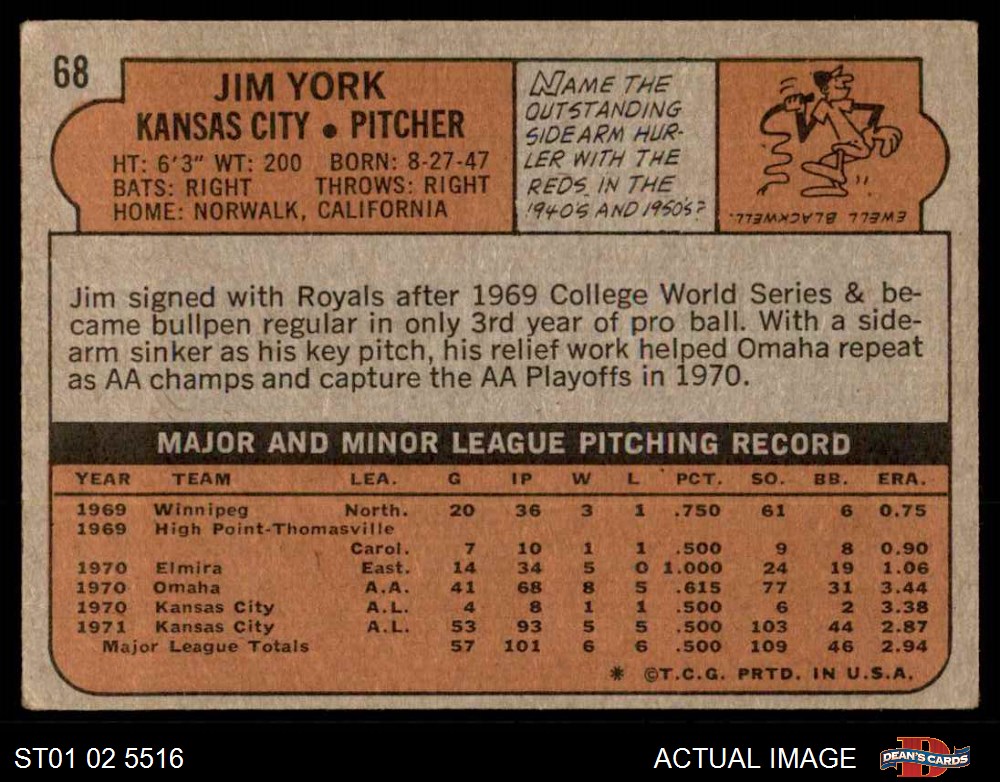 68
JIM YORK
KANSAS CITY • PITCHER
HT: 6'3" WT: 200 BORN: 8-27-47
BATS: RIGHT THROWS: RIGHT
HOME: NORWALK, CALIFORNIA
NAME THE
OUTSTANDING
SIDEARM HUR-
LER WITH THE
REDS, IN THE
1940'S AND 1950'S?
EWELL BLACKWELL.
Jim signed with Royals after 1969 College World Series & be-
came bullpen regular in only 3rd year of pro ball. With a side-
arm sinker as his key pitch, his relief work helped Omaha repeat
as AA champs and capture the AA Playoffs in 1970.
MAJOR AND MINOR LEAGUE PITCHING RECORD
YEAR TEAM LEA. G IP W L PCT. SO. BB. ERA.
1969 Winnipeg North. 20 36 3 1 .750 61 6 0.75
1969 High Point-Thomasville
Carol. 7 10 1 1 .500 9 8 0.90
1970 Elmira East. 14 34 5 0 1.000 24 19 1.06
1970 Omaha A.A. 41 68 8 5 .615 77 31 3.44
1970 Kansas City A.L. 4 8 1 1 .500 6 2 3.38
1971 Kansas City A.L. 53 93 5 5 .500 103 44 2.87
Major League Totals 57 101 6 6 .500 109 46 2.94
* ©T.C.G. PRTD. IN U.S.A.
ST01 02 5516 ACTUAL IMAGE DEAN'S CARDS